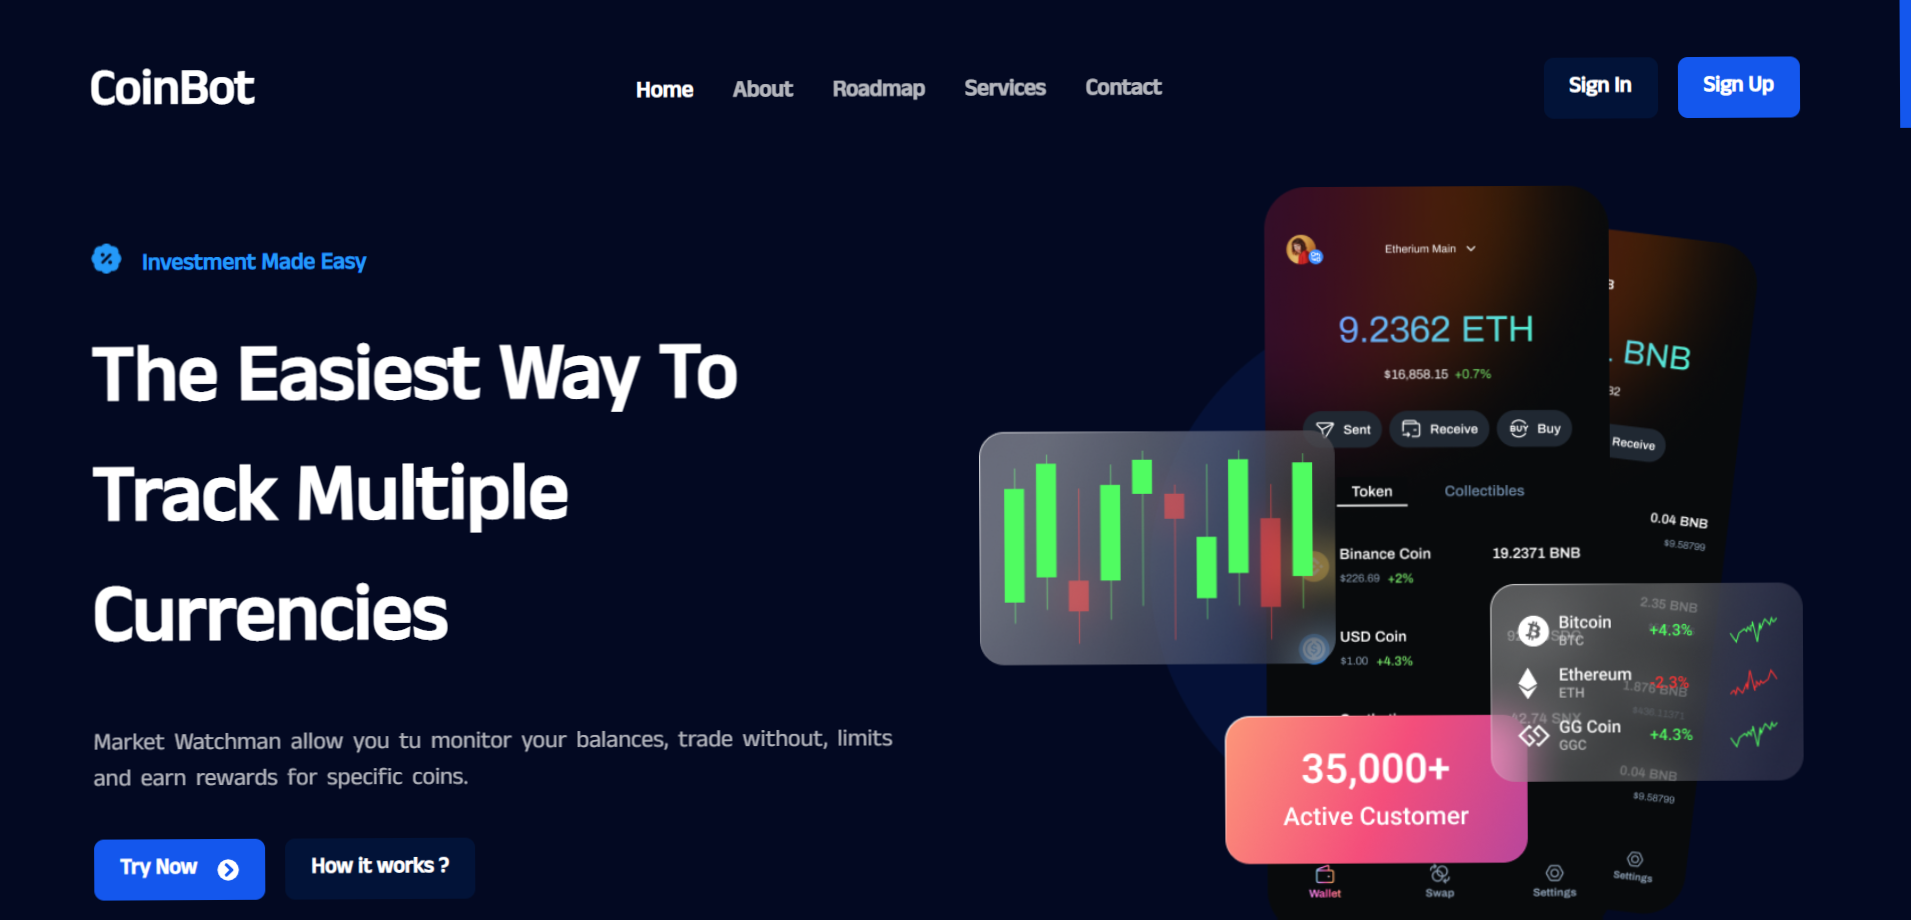 CoinBot
Home About Roadmap Services Contact
Sign In
Sign Up
Investment Made Easy
The Easiest Way To
Track Multiple
Currencies
Market Watchman allow you tu monitor your balances, trade without, limits
and earn rewards for specific coins.
Try Now
How it works ?
Etherium Main
9.2362 ETH
$16,858.15 +0.7%
Sent
Receive
BUY Buy
Token
Collectibles
Binance Coin
19.2371 BNB
$226.69 +2%
USD Coin
$1.00 +4.3%
BNB
Receive
0.04 BNB
$9.58799
2.35 BNB
Bitcoin
BTC
+4.3%
Ethereum
ETH
-2.3%
1.876 BNB
GG Coin
GGC
+4.3%
0.04 BNB
$9.58799
35,000+
Active Customer
Wallet
Swap
Settings
Settings